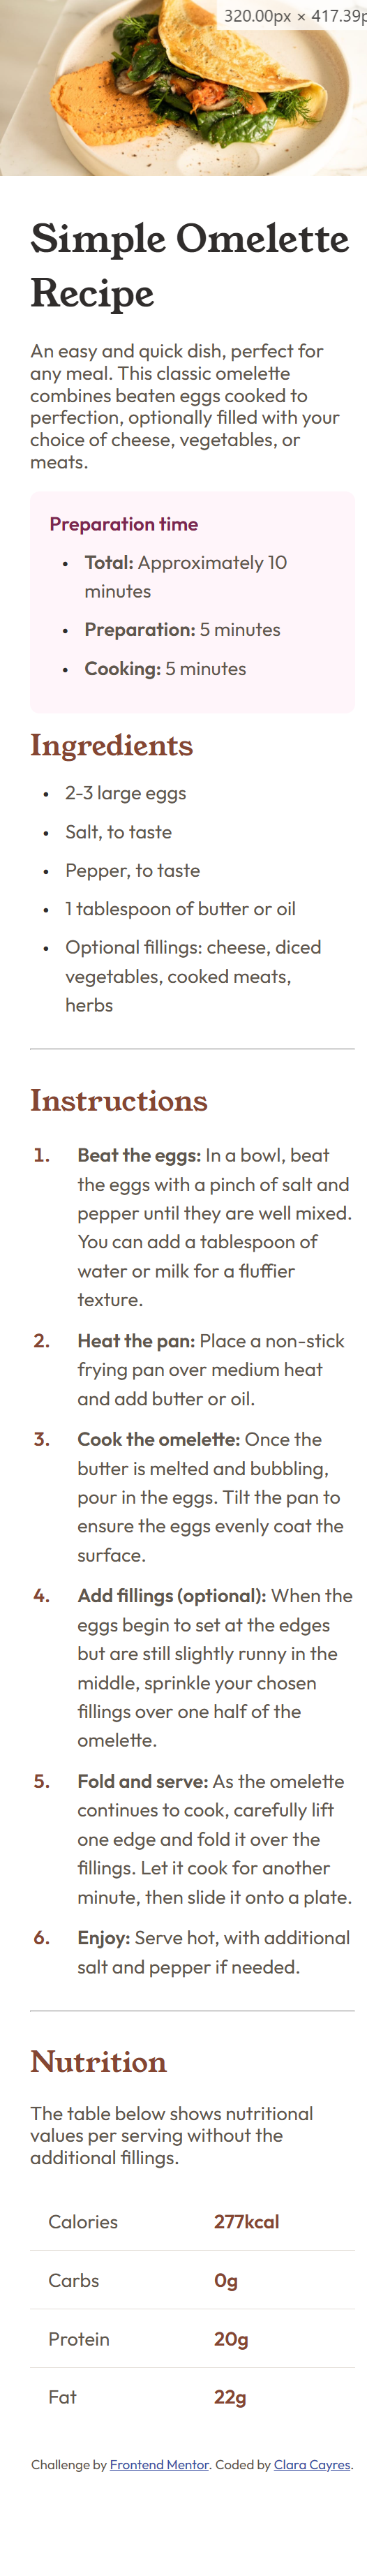 320.00px × 417.39p
Simple Omelette
Recipe
An easy and quick dish, perfect for
any meal. This classic omelette
combines beaten eggs cooked to
perfection, optionally filled with your
choice of cheese, vegetables, or
meats.
Preparation time
• Total: Approximately 10
minutes
• Preparation: 5 minutes
• Cooking: 5 minutes
Ingredients
• 2-3 large eggs
• Salt, to taste
• Pepper, to taste
• 1 tablespoon of butter or oil
• Optional fillings: cheese, diced
vegetables, cooked meats,
herbs
Instructions
1. Beat the eggs: In a bowl, beat
the eggs with a pinch of salt and
pepper until they are well mixed.
You can add a tablespoon of
water or milk for a fluffier
texture.
2. Heat the pan: Place a non-stick
frying pan over medium heat
and add butter or oil.
3. Cook the omelette: Once the
butter is melted and bubbling,
pour in the eggs. Tilt the pan to
ensure the eggs evenly coat the
surface.
4. Add fillings (optional): When the
eggs begin to set at the edges
but are still slightly runny in the
middle, sprinkle your chosen
fillings over one half of the
omelette.
5. Fold and serve: As the omelette
continues to cook, carefully lift
one edge and fold it over the
fillings. Let it cook for another
minute, then slide it onto a plate.
6. Enjoy: Serve hot, with additional
salt and pepper if needed.
Nutrition
The table below shows nutritional
values per serving without the
additional fillings.
Calories 277kcal
Carbs 0g
Protein 20g
Fat 22g
Challenge by Frontend Mentor. Coded by Clara Cayres.